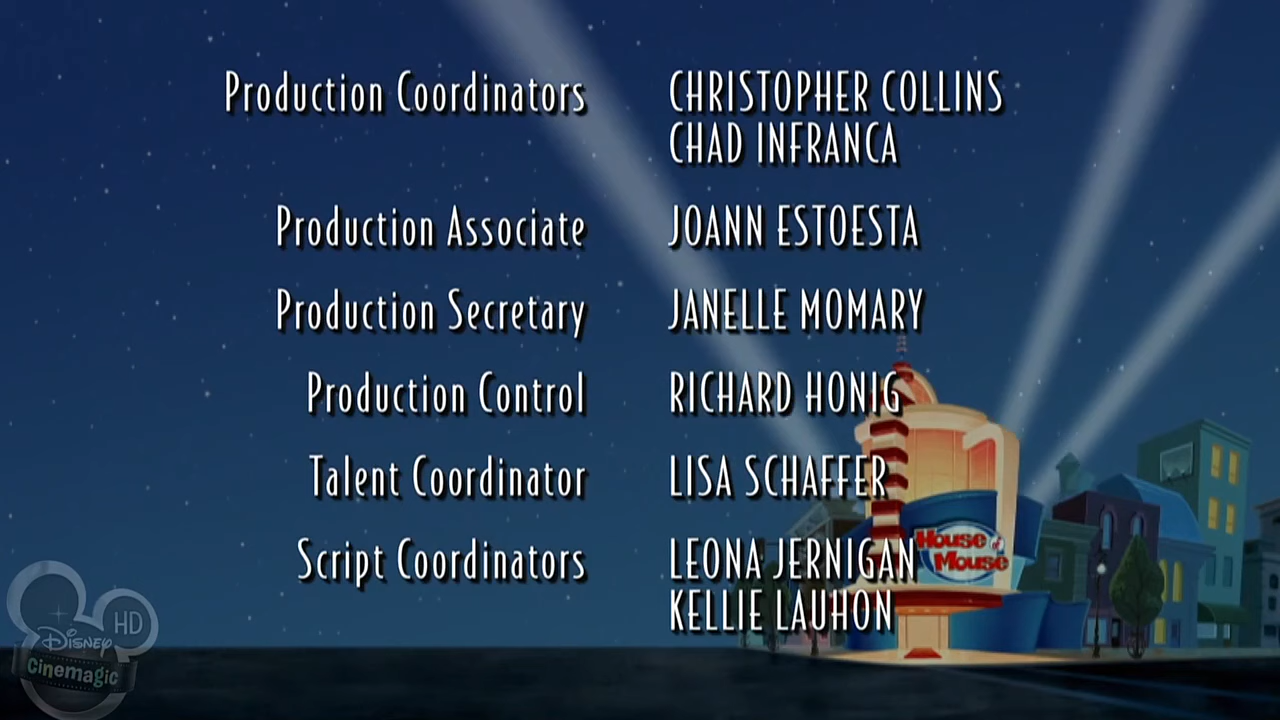 Production Coordinators CHRISTOPHER COLLINS
CHAD INFRANCA
Production Associate JOANN ESTOESTA
Production Secretary JANELLE MOMARY
Production Control RICHARD HONIG
Talent Coordinator LISA SCHAFFER
Script Coordinators LEONA JERNIGAN
KELLIE LAUHON
House of
Mouse
HD
Disney
Cinemagic